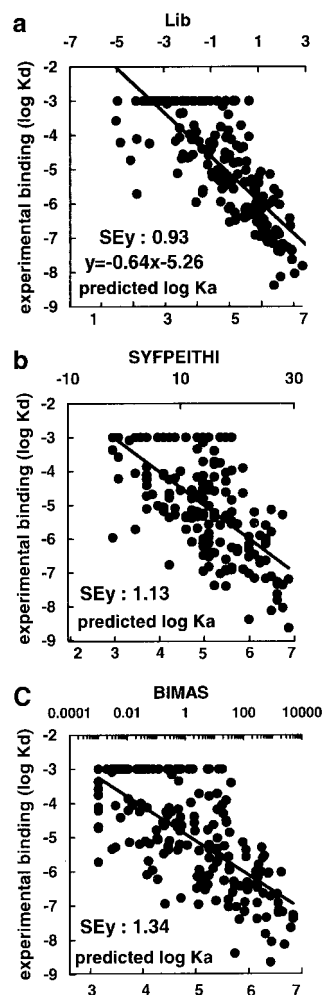 a
Lib
-7 -5 -3 -1 1 3
-2
-3
-4
-5
-6
-7
-8
-9
experimental binding (log Kd)
SEy : 0.93
y=-0.64x-5.26
predicted log Ka
1 3 5 7
b
SYFPEITHI
-10 10 30
-2
-3
-4
-5
-6
-7
-8
-9
experimental binding (log Kd)
SEy : 1.13
predicted log Ka
2 3 4 5 6 7
C
BIMAS
0.0001 0.01 1 100 10000
-2
-3
-4
-5
-6
-7
-8
-9
experimental binding (log Kd)
SEy : 1.34
predicted log Ka
3 4 5 6 7